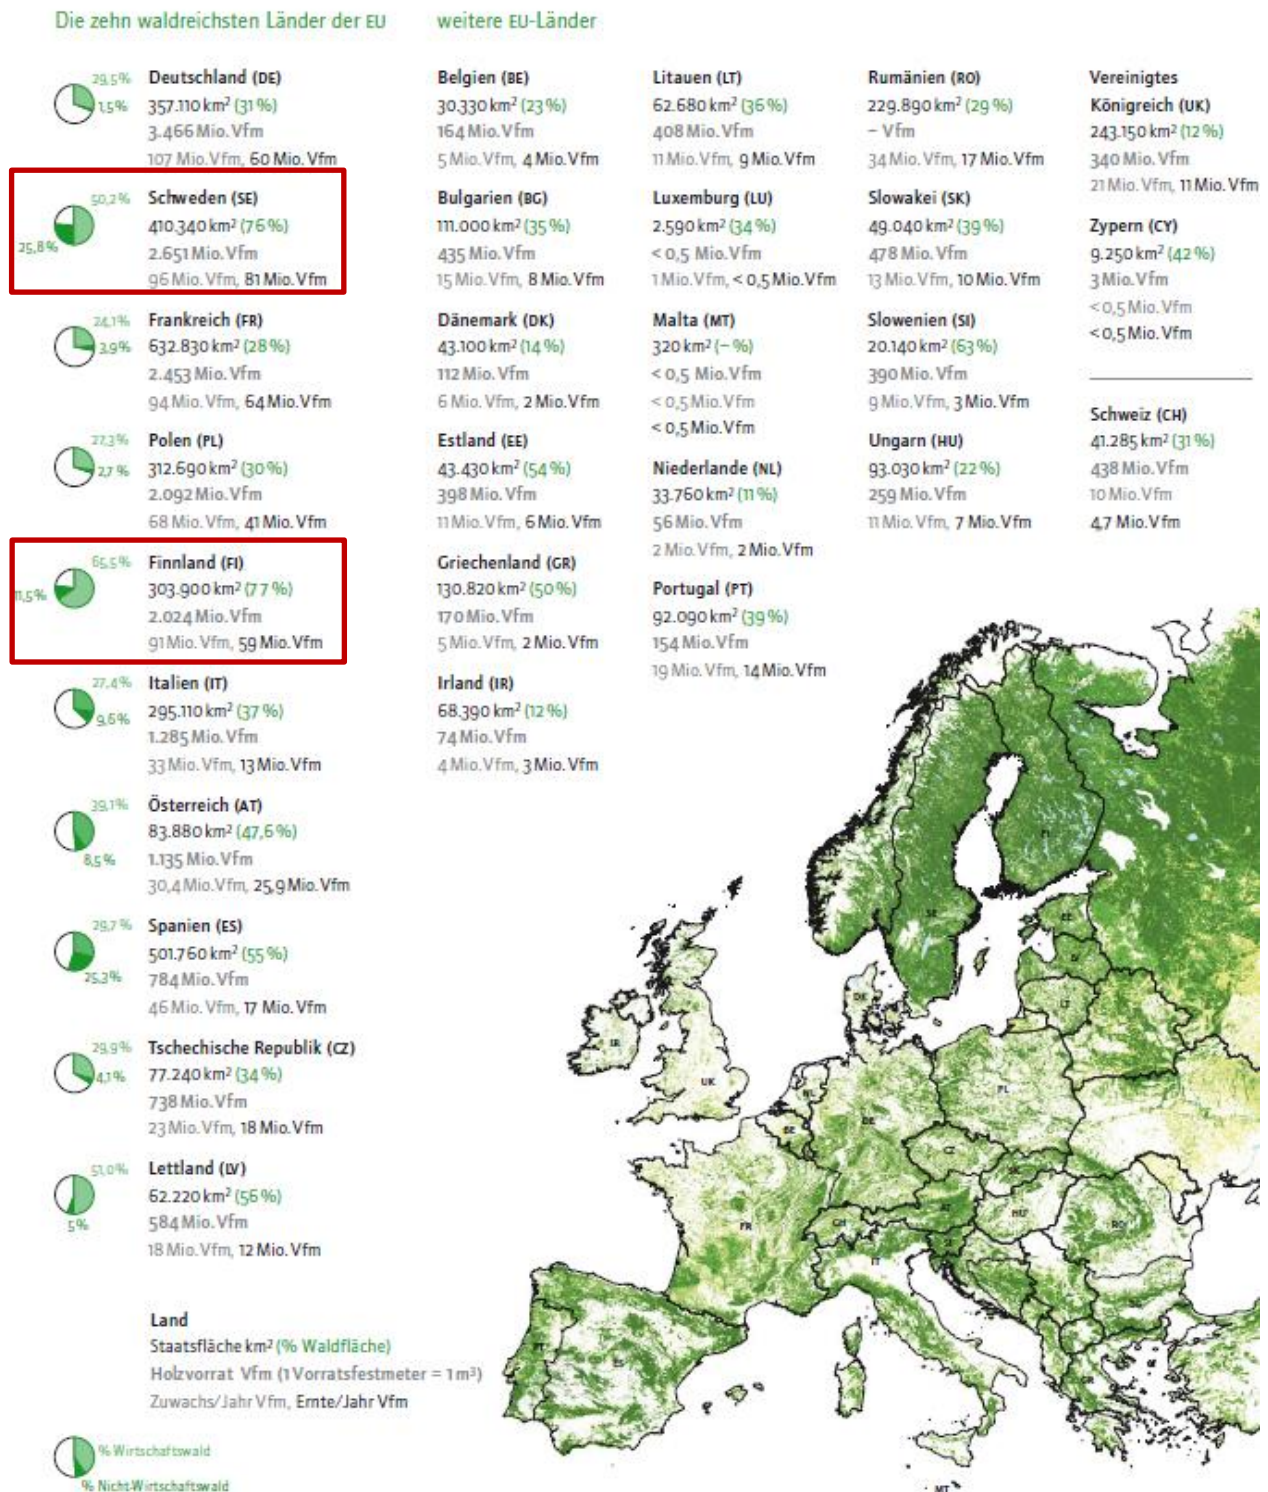 Die zehn waldreichsten Länder der EU
29,5%
1,5%
Deutschland (DE)
357.110 km² (31%)
3.466 Mio. Vfm
107 Mio. Vfm, 60 Mio. Vfm
50,2%
25,8%
Schweden (SE)
410.340 km² (76%)
2.651 Mio. Vfm
96 Mio. Vfm, 81 Mio. Vfm
24,1%
3,9%
Frankreich (FR)
632.830 km² (28%)
2.453 Mio. Vfm
94 Mio. Vfm, 64 Mio. Vfm
27,3%
2,7 %
Polen (PL)
312.690 km² (30%)
2.092 Mio. Vfm
68 Mio. Vfm, 41 Mio. Vfm
65,5%
11,5%
Finnland (FI)
303.900 km² (77%)
2.024 Mio. Vfm
91 Mio. Vfm, 59 Mio. Vfm
27,4%
9,6%
Italien (IT)
295.110 km² (37%)
1.285 Mio. Vfm
33 Mio. Vfm, 13 Mio. Vfm
39,1%
8,5%
Österreich (AT)
83.880 km² (47,6%)
1.135 Mio. Vfm
30,4 Mio. Vfm, 25,9 Mio. Vfm
29,7 %
25,3%
Spanien (ES)
501.760 km² (55%)
784 Mio. Vfm
46 Mio. Vfm, 17 Mio. Vfm
29,9%
4,1%
Tschechische Republik (CZ)
77.240 km² (34%)
738 Mio. Vfm
23 Mio. Vfm, 18 Mio. Vfm
51,0%
5%
Lettland (LV)
62.220 km² (56%)
584 Mio. Vfm
18 Mio. Vfm, 12 Mio. Vfm
Land
Staatsfläche km² (% Waldfläche)
Holzvorrat Vfm (1 Vorratsfestmeter = 1 m³)
Zuwachs/Jahr Vfm, Ernte/Jahr Vfm
% Wirtschaftswald
% Nicht-Wirtschaftswald
weitere EU-Länder
Belgien (BE)
30.330 km² (23%)
164 Mio. Vfm
5 Mio. Vfm, 4 Mio. Vfm
Bulgarien (BG)
111.000 km² (35%)
435 Mio. Vfm
15 Mio. Vfm, 8 Mio. Vfm
Dänemark (DK)
43.100 km² (14%)
112 Mio. Vfm
6 Mio. Vfm, 2 Mio. Vfm
Estland (EE)
43.430 km² (54%)
398 Mio. Vfm
11 Mio. Vfm, 6 Mio. Vfm
Griechenland (GR)
130.820 km² (50%)
170 Mio. Vfm
5 Mio. Vfm, 2 Mio. Vfm
Irland (IR)
68.390 km² (12%)
74 Mio. Vfm
4 Mio. Vfm, 3 Mio. Vfm
Litauen (LT)
62.680 km² (36%)
408 Mio. Vfm
11 Mio. Vfm, 9 Mio. Vfm
Luxemburg (LU)
2.590 km² (34%)
< 0,5 Mio. Vfm
1 Mio. Vfm, < 0,5 Mio. Vfm
Malta (MT)
320 km² (– %)
< 0,5 Mio. Vfm
< 0,5 Mio. Vfm
< 0,5 Mio. Vfm
Niederlande (NL)
33.760 km² (11%)
56 Mio. Vfm
2 Mio. Vfm, 2 Mio. Vfm
Portugal (PT)
92.090 km² (39%)
154 Mio. Vfm
19 Mio. Vfm, 14 Mio. Vfm
Rumänien (RO)
229.890 km² (29%)
– Vfm
34 Mio. Vfm, 17 Mio. Vfm
Slowakei (SK)
49.040 km² (39%)
478 Mio. Vfm
13 Mio. Vfm, 10 Mio. Vfm
Slowenien (SI)
20.140 km² (63%)
390 Mio. Vfm
9 Mio. Vfm, 3 Mio. Vfm
Ungarn (HU)
93.030 km² (22%)
259 Mio. Vfm
11 Mio. Vfm, 7 Mio. Vfm
Vereinigtes
Königreich (UK)
243.150 km² (12%)
340 Mio. Vfm
21 Mio. Vfm, 11 Mio. Vfm
Zypern (CY)
9.250 km² (42%)
3 Mio. Vfm
< 0,5 Mio. Vfm
< 0,5 Mio. Vfm
Schweiz (CH)
41.285 km² (31%)
438 Mio. Vfm
10 Mio. Vfm
4,7 Mio. Vfm
FI
SE
EE
LV
LT
DK
IR
UK
NL
PL
BE
DE
CZ
SK
FR
CH
AT
HU
RO
SI
IT
PT
ES
GR
MT